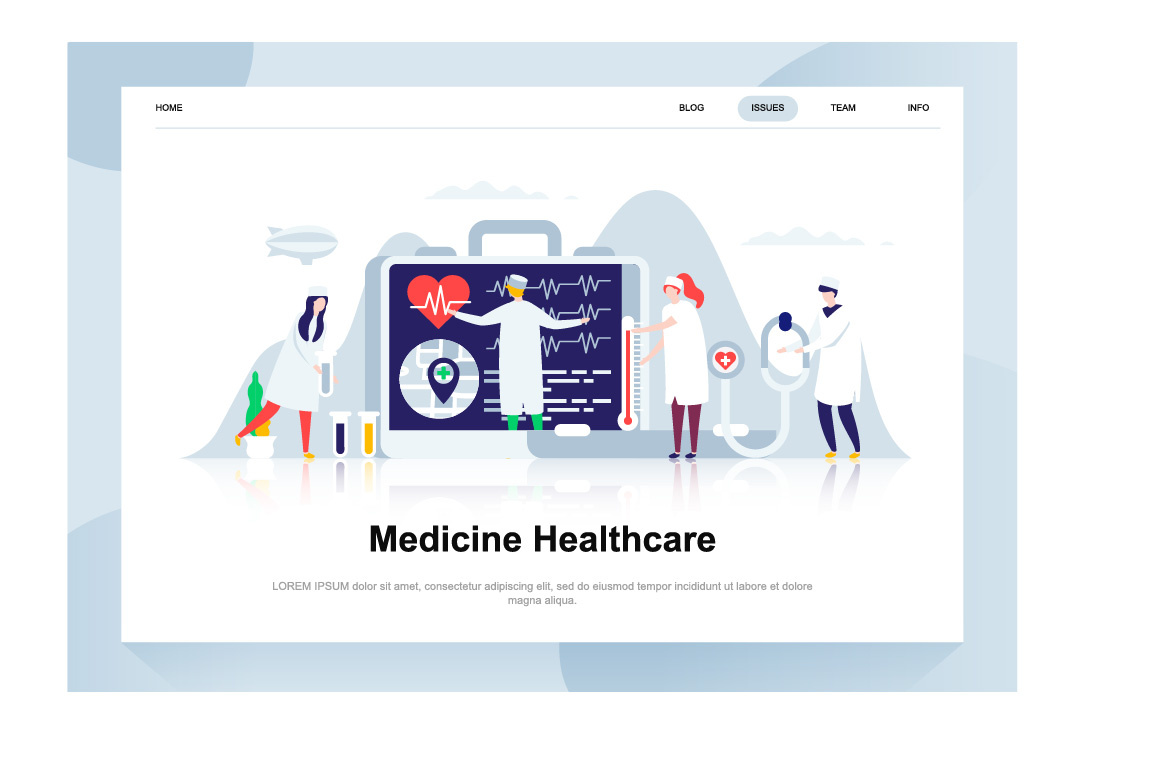 HOME
BLOG
ISSUES
TEAM
INFO
Medicine Healthcare
LOREM IPSUM dolor sit amet, consectetur adipiscing elit, sed do eiusmod tempor incididunt ut labore et dolore
magna aliqua.